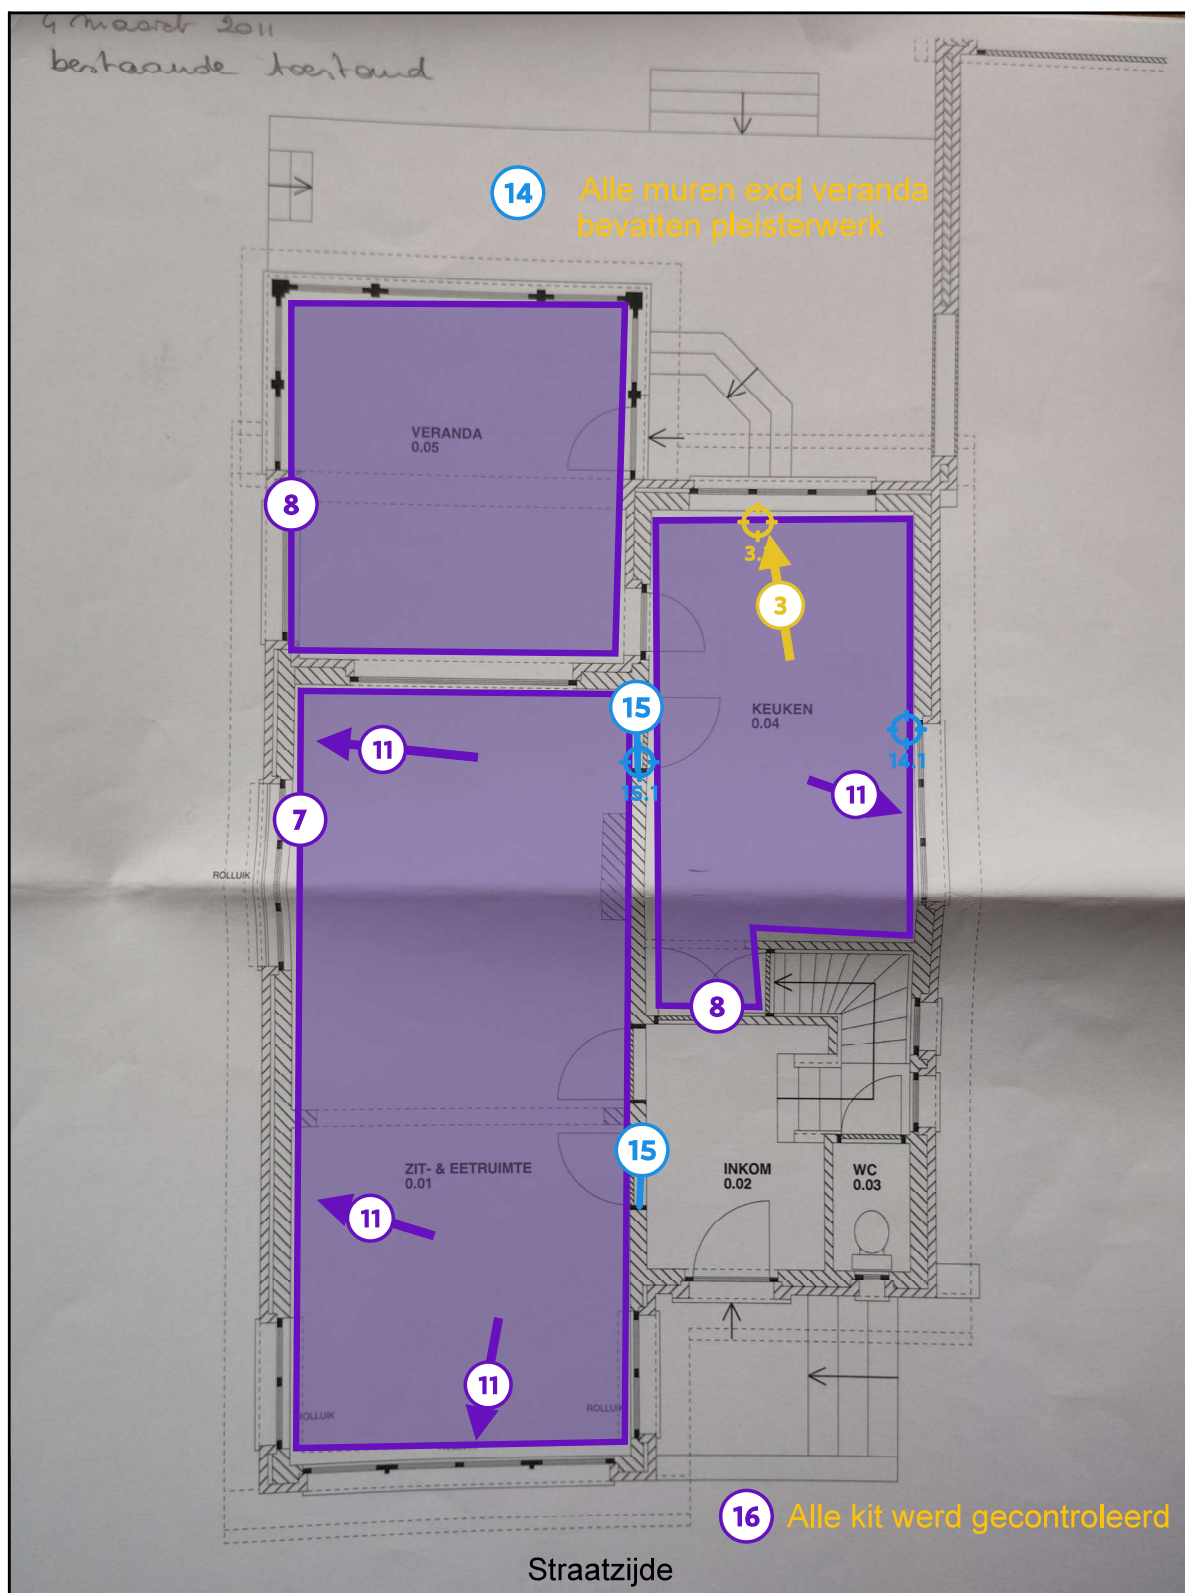 4 maart 2011
bestaande toestand
14
Alle muren excl veranda
bevatten pleisterwerk
VERANDA
0.05
8
3.
3
15
KEUKEN
0.04
11
14.1
15.1
11
7
ROLLUIK
8
15
ZIT- & EETRUIMTE
0.01
INKOM
0.02
WC
0.03
11
11
ROLLUIK
ROLLUIK
ROLLUIK
16
Alle kit werd gecontroleerd
Straatzijde